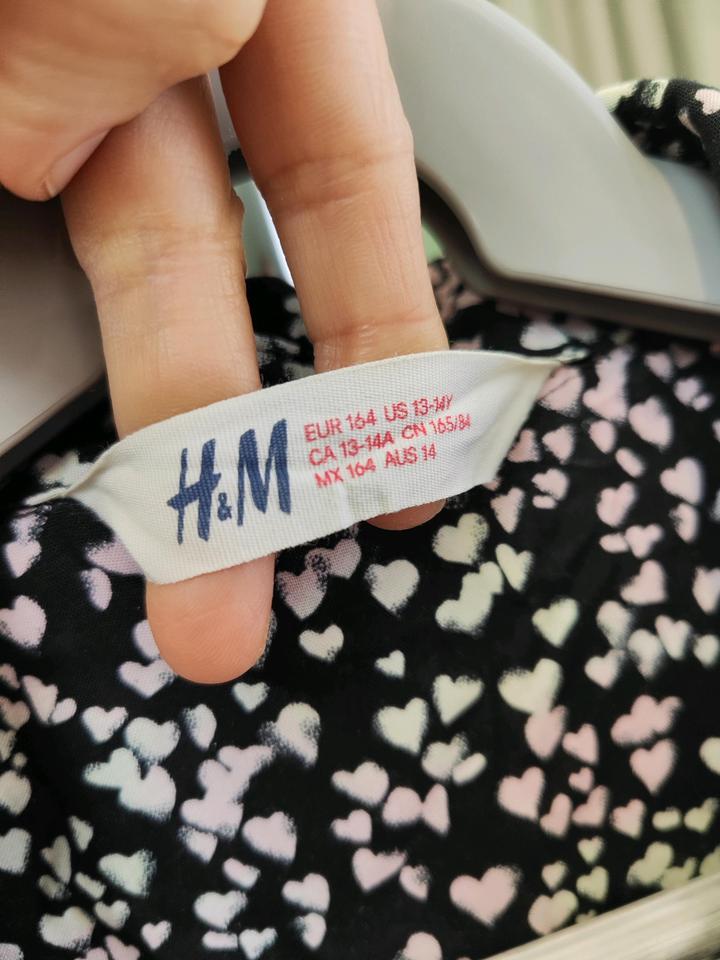 H&M
EUR 164 US 13-14Y
CA 13-14A CN 165/84
MX 164 AUS 14